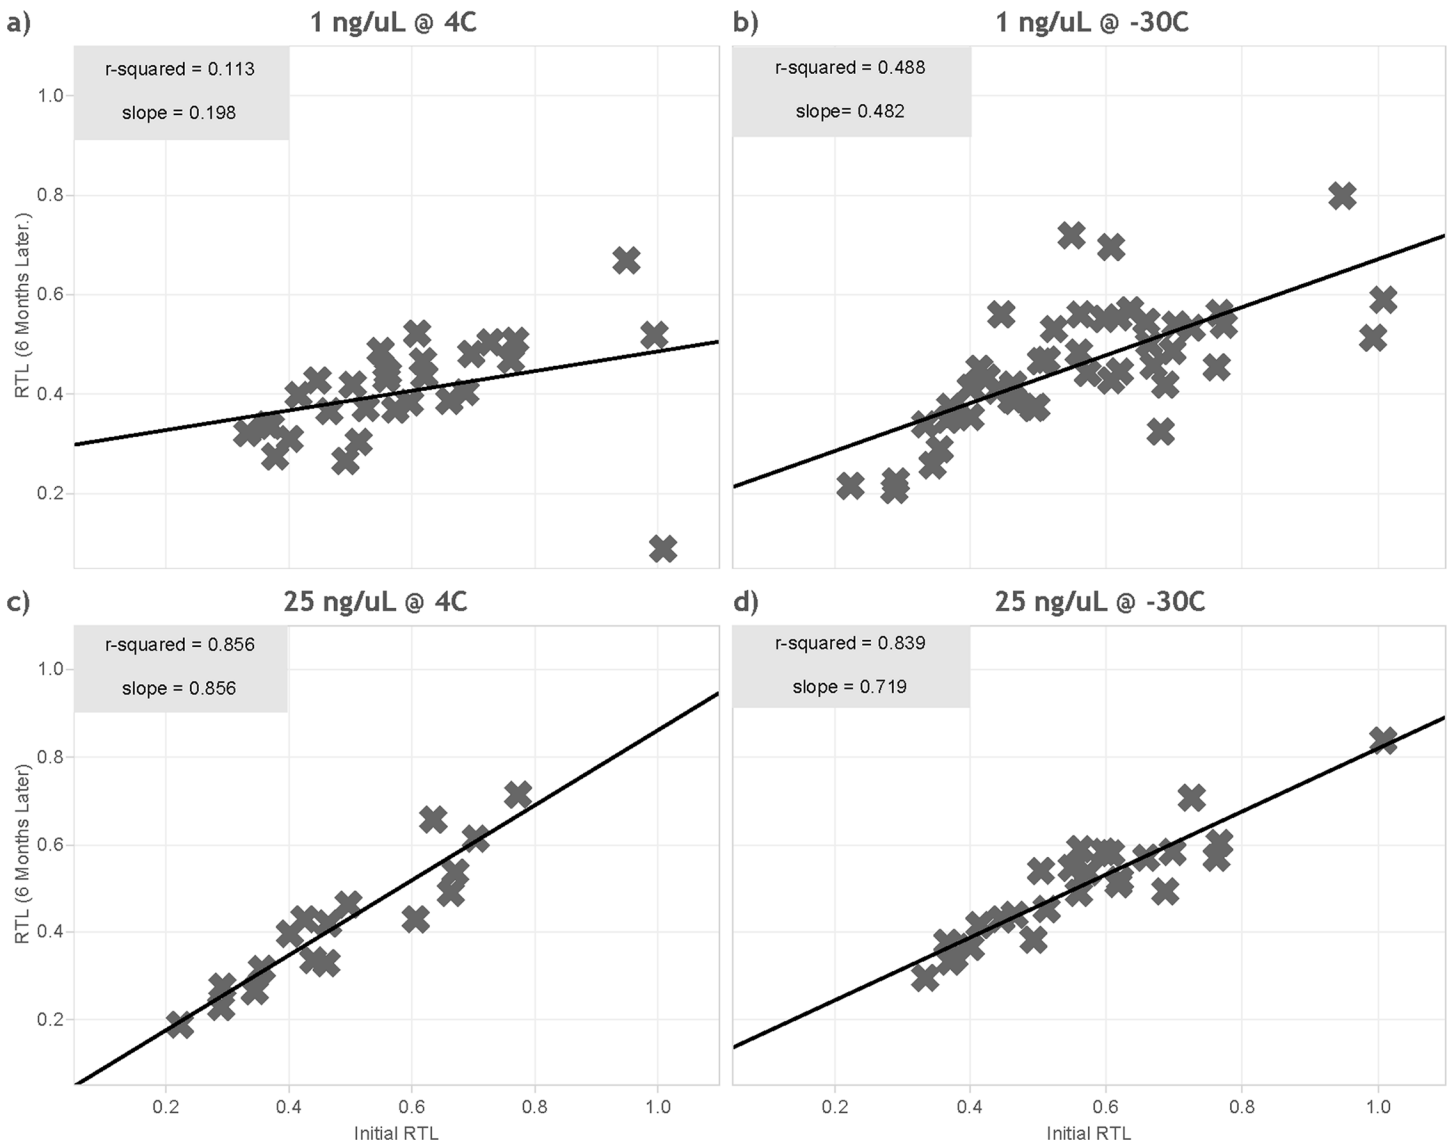 a)
1 ng/uL @ 4C
b)
1 ng/uL @ -30C
r-squared = 0.113
slope = 0.198
r-squared = 0.488
slope= 0.482
RTL (6 Months Later.)
1.0
0.8
0.6
0.4
0.2
c)
25 ng/uL @ 4C
d)
25 ng/uL @ -30C
r-squared = 0.856
slope = 0.856
r-squared = 0.839
slope = 0.719
RTL (6 Months Later)
1.0
0.8
0.6
0.4
0.2
0.2 0.4 0.6 0.8 1.0
0.2 0.4 0.6 0.8 1.0
Initial RTL
Initial RTL